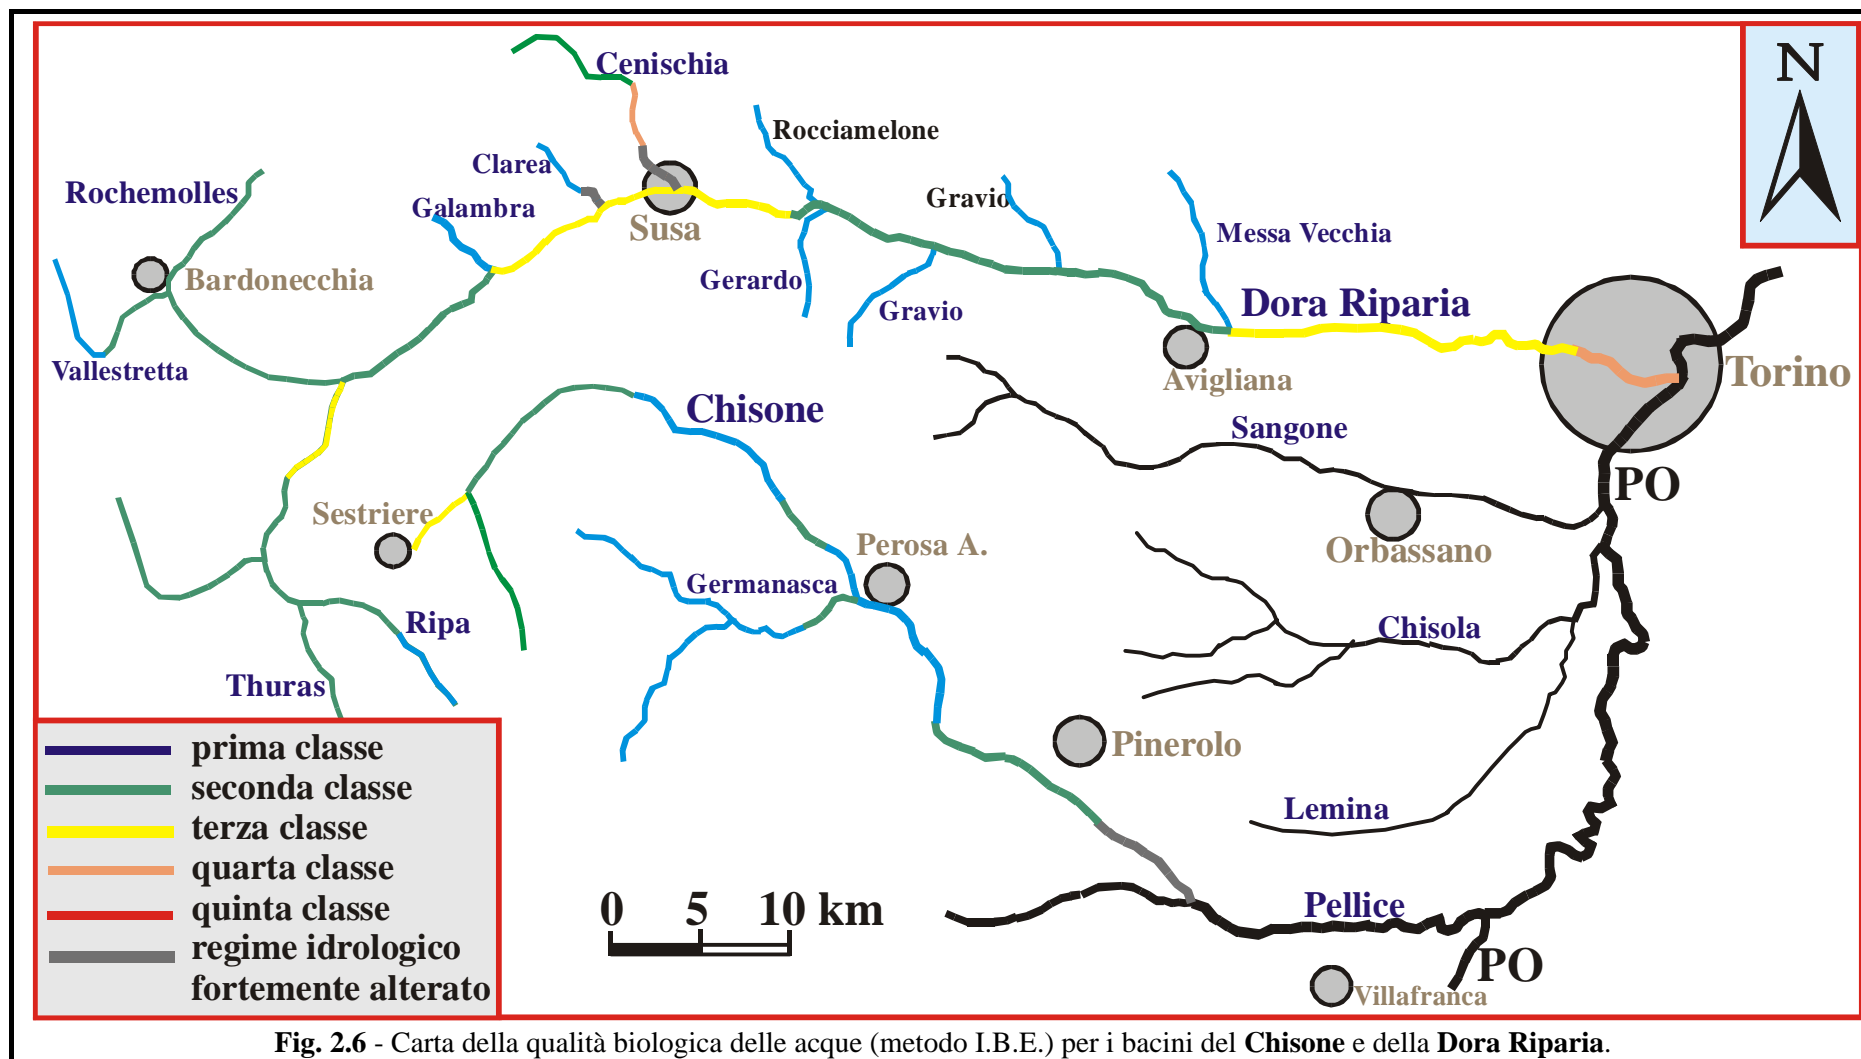 N
Cenischia
Rocciamelone
Clarea
Rochemolles
Galambra
Gravio
Susa
Messa Vecchia
Bardonecchia
Gerardo
Gravio
Dora Riparia
Vallestretta
Avigliana
Torino
Chisone
Sangone
PO
Sestriere
Perosa A.
Orbassano
Germanasca
Ripa
Chisola
Thuras
Pinerolo
Lemina
prima classe
seconda classe
terza classe
quarta classe
quinta classe
regime idrologico
fortemente alterato
0 5 10 km
Pellice
PO
Villafranca
Fig. 2.6 - Carta della qualità biologica delle acque (metodo I.B.E.) per i bacini del Chisone e della Dora Riparia.